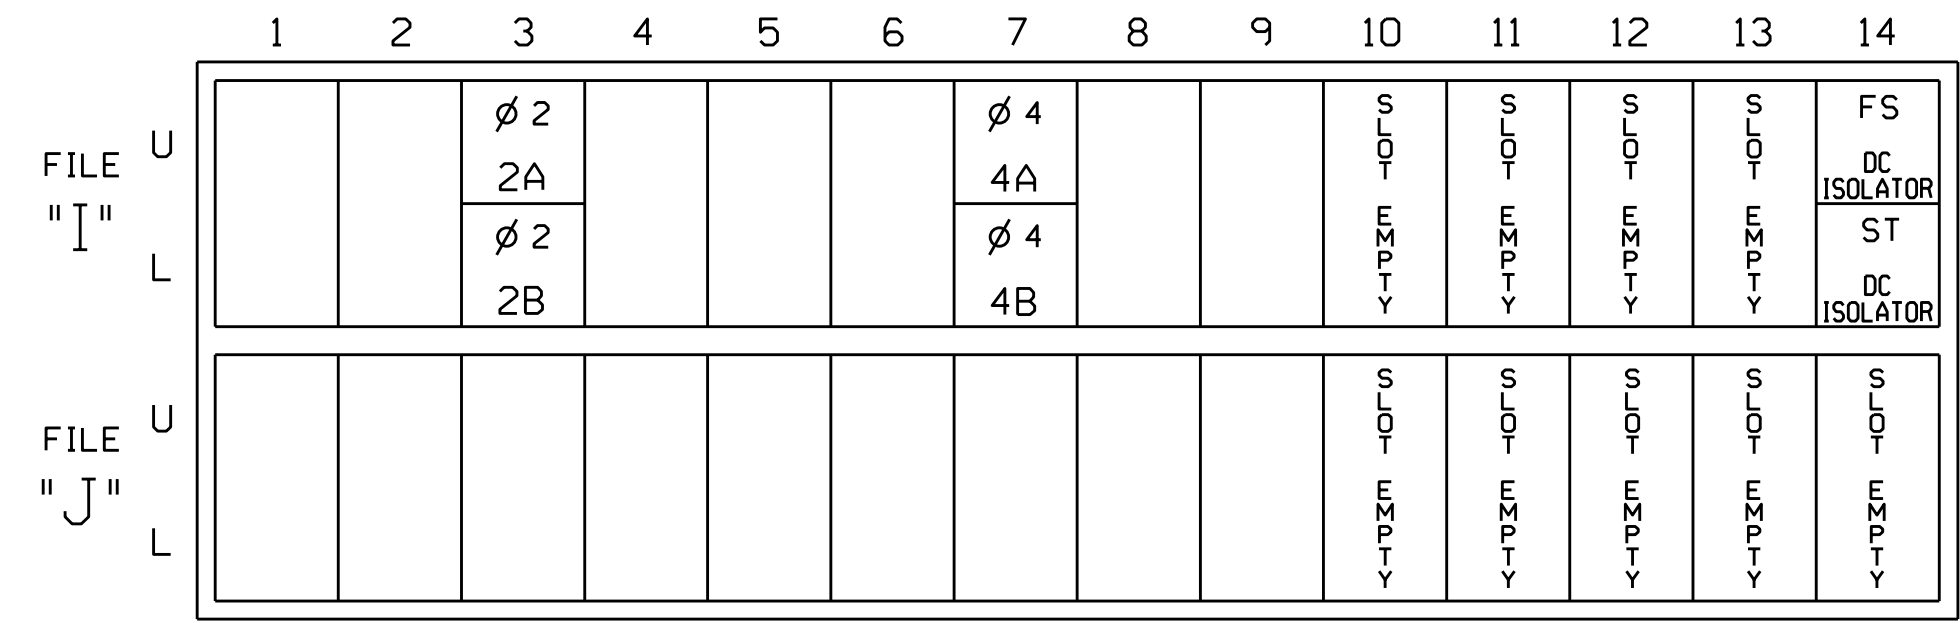 1 2 3 4 5 6 7 8 9 10 11 12 13 14
FILE
"I"
U
L
Ø 2
2A
Ø 2
2B
Ø 4
4A
Ø 4
4B
SLOT EMPTY
SLOT EMPTY
SLOT EMPTY
SLOT EMPTY
FS
DC
ISOLATOR
ST
DC
ISOLATOR
FILE
"J"
U
L
SLOT EMPTY
SLOT EMPTY
SLOT EMPTY
SLOT EMPTY
SLOT EMPTY